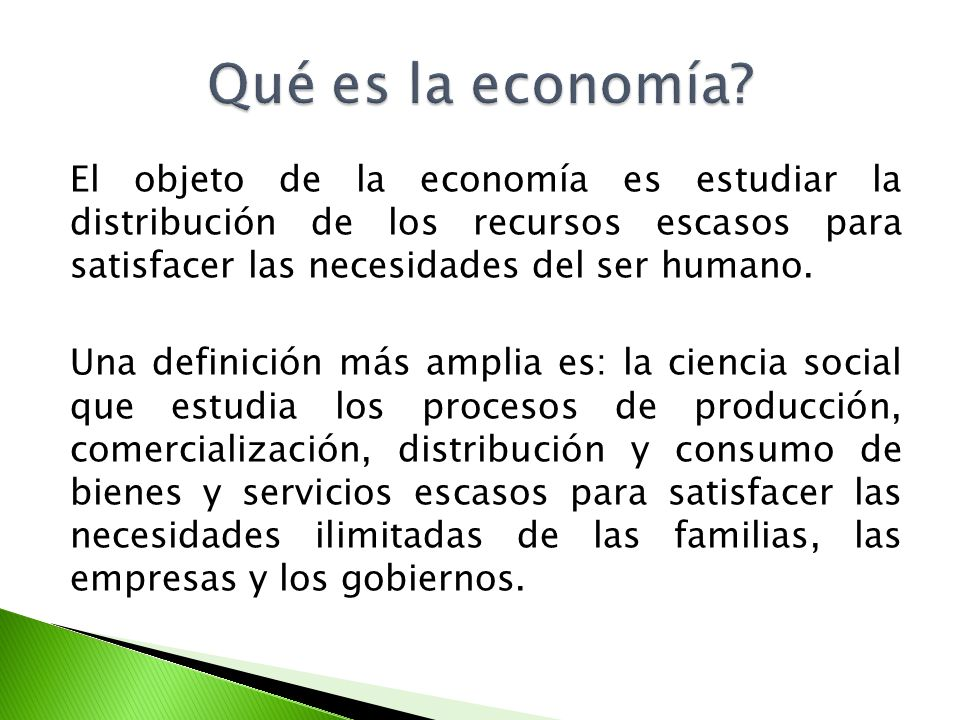 Qué es la economía?
El objeto de la economía es estudiar la
distribución de los recursos escasos para
satisfacer las necesidades del ser humano.
Una definición más amplia es: la ciencia social
que estudia los procesos de producción,
comercialización, distribución y consumo de
bienes y servicios escasos para satisfacer las
necesidades ilimitadas de las familias, las
empresas y los gobiernos.